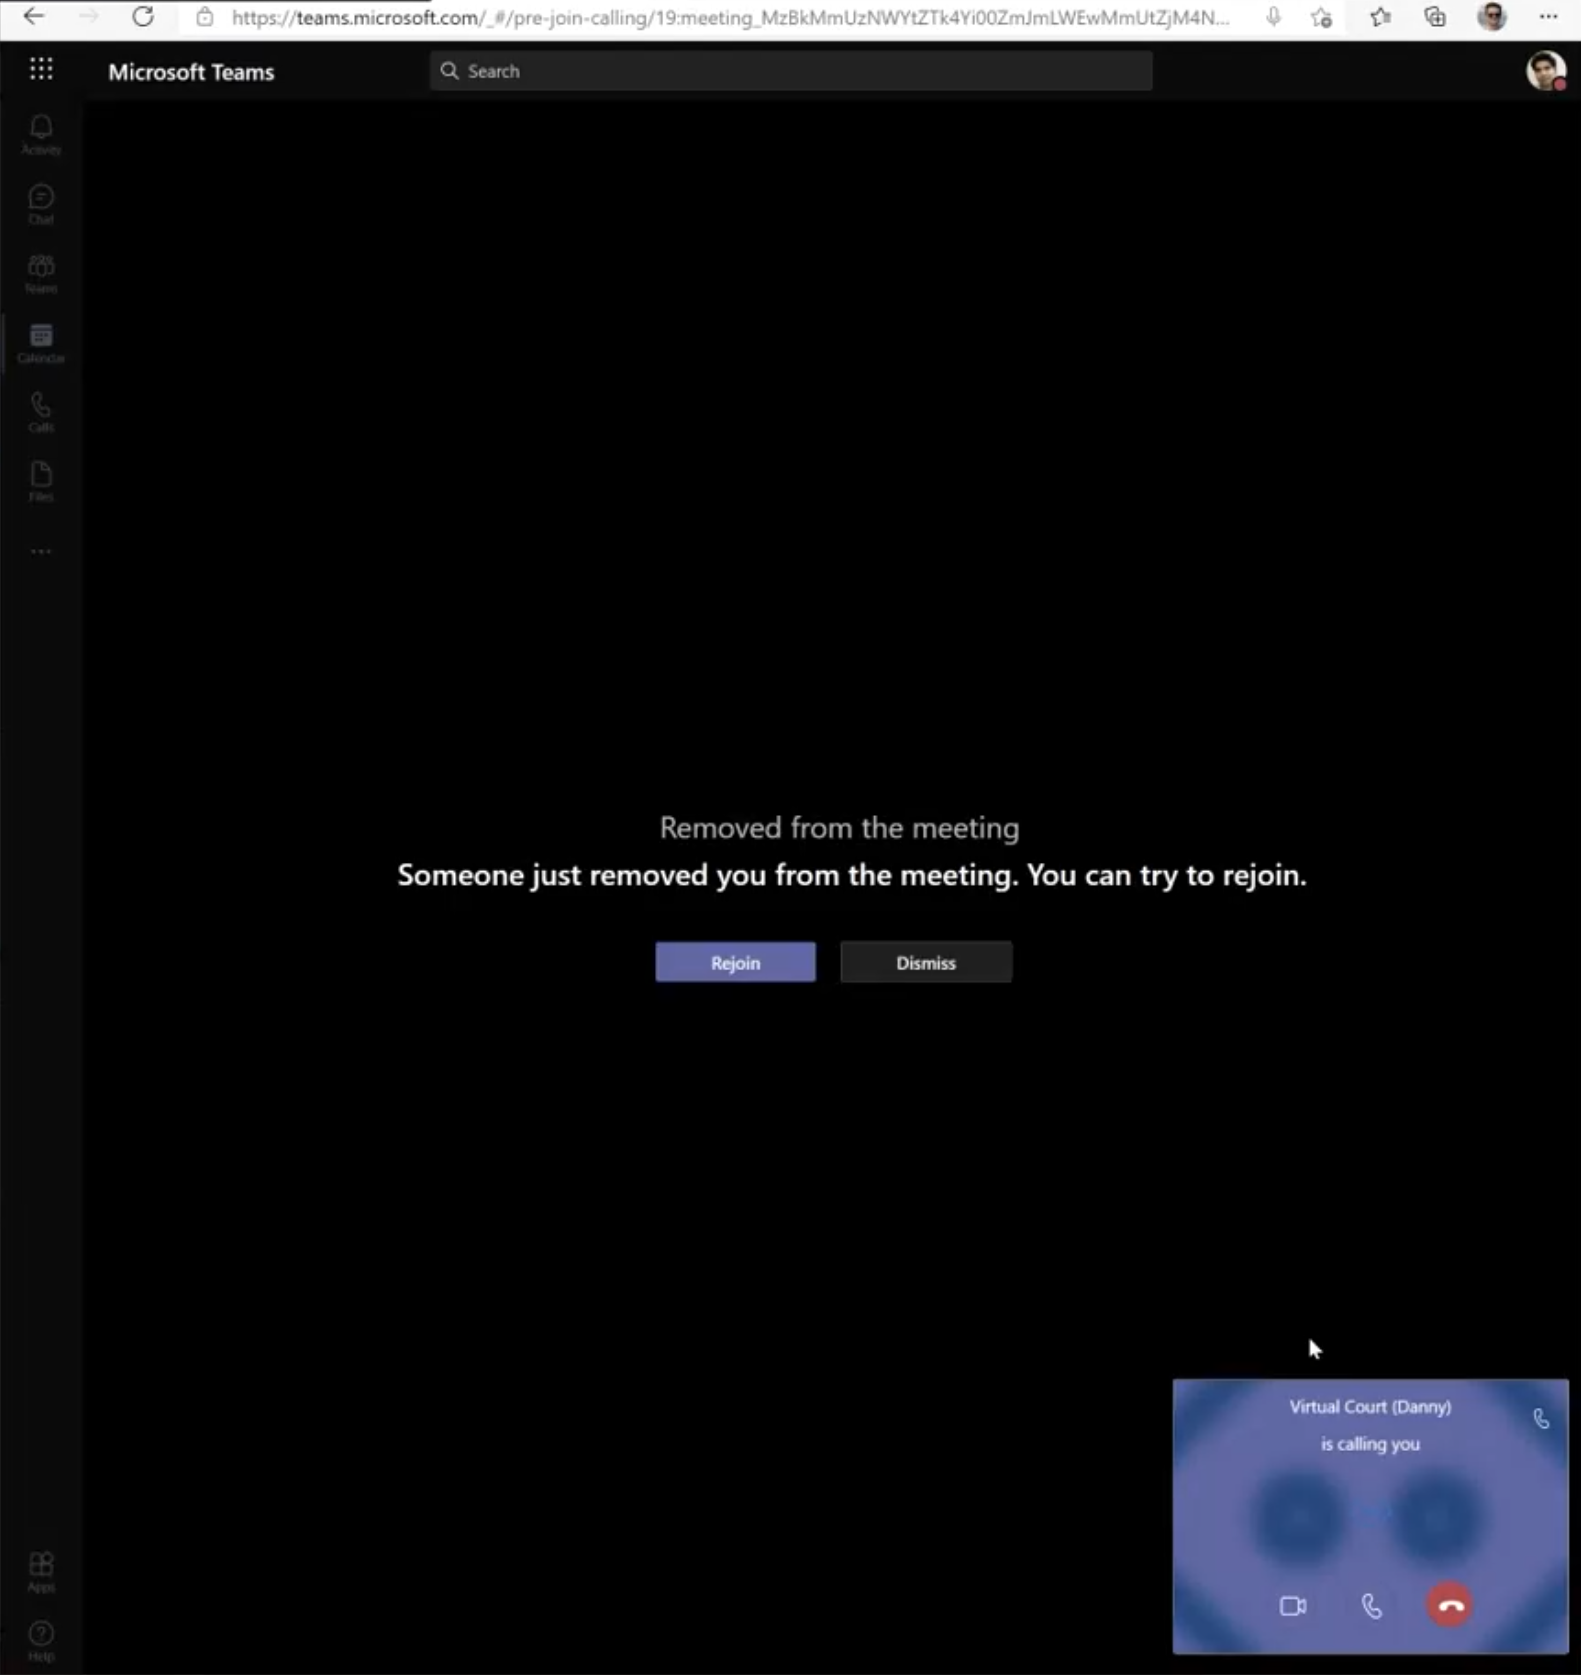 https://teams.microsoft.com/_#/pre-join-calling/19:meeting_MzBkMmUzNWYtZTk4Yi00ZmJmLWEwMmUtZjM4N...
Microsoft Teams
Search
Activity
Chat
Teams
Calendar
Calls
Files
Removed from the meeting
Someone just removed you from the meeting. You can try to rejoin.
Rejoin Dismiss
Virtual Court (Danny)
is calling you
Apps
Help